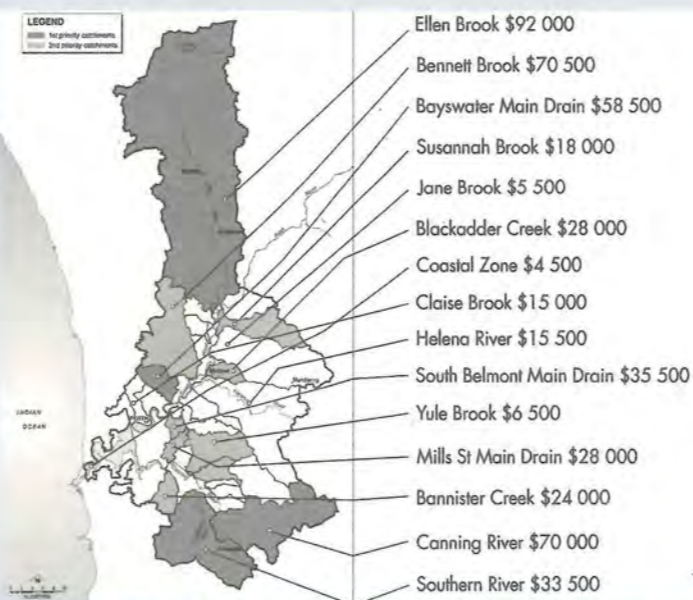 LEGEND
1st priority catchments
2nd priority catchments
Ellen Brook $92 000
Bennett Brook $70 500
Bayswater Main Drain $58 500
Susannah Brook $18 000
Jane Brook $5 500
Blackadder Creek $28 000
Coastal Zone $4 500
Claise Brook $15 000
Helena River $15 500
South Belmont Main Drain $35 500
Yule Brook $6 500
Mills St Main Drain $28 000
Bannister Creek $24 000
Canning River $70 000
Southern River $33 500
INDIAN
OCEAN
N